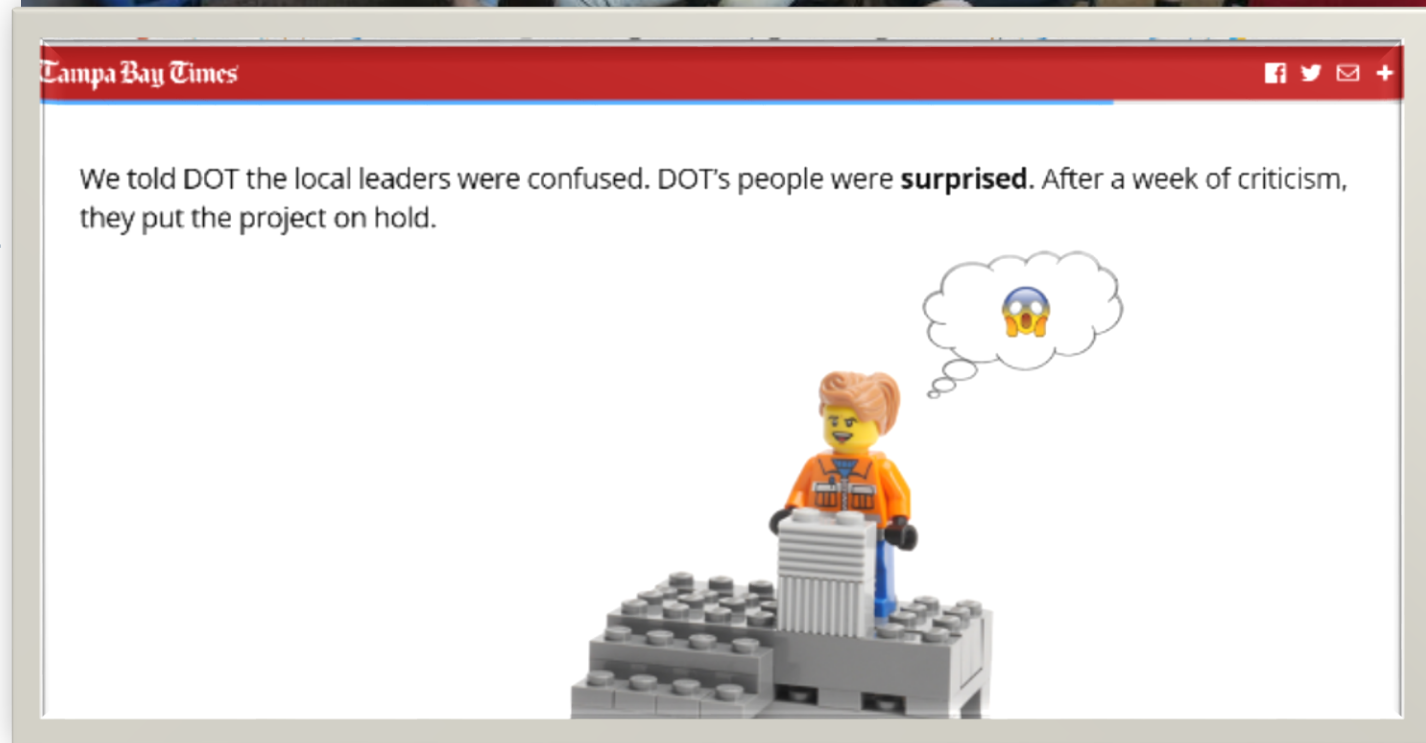 Tampa Bay Times
We told DOT the local leaders were confused. DOT's people were surprised. After a week of criticism,
they put the project on hold.